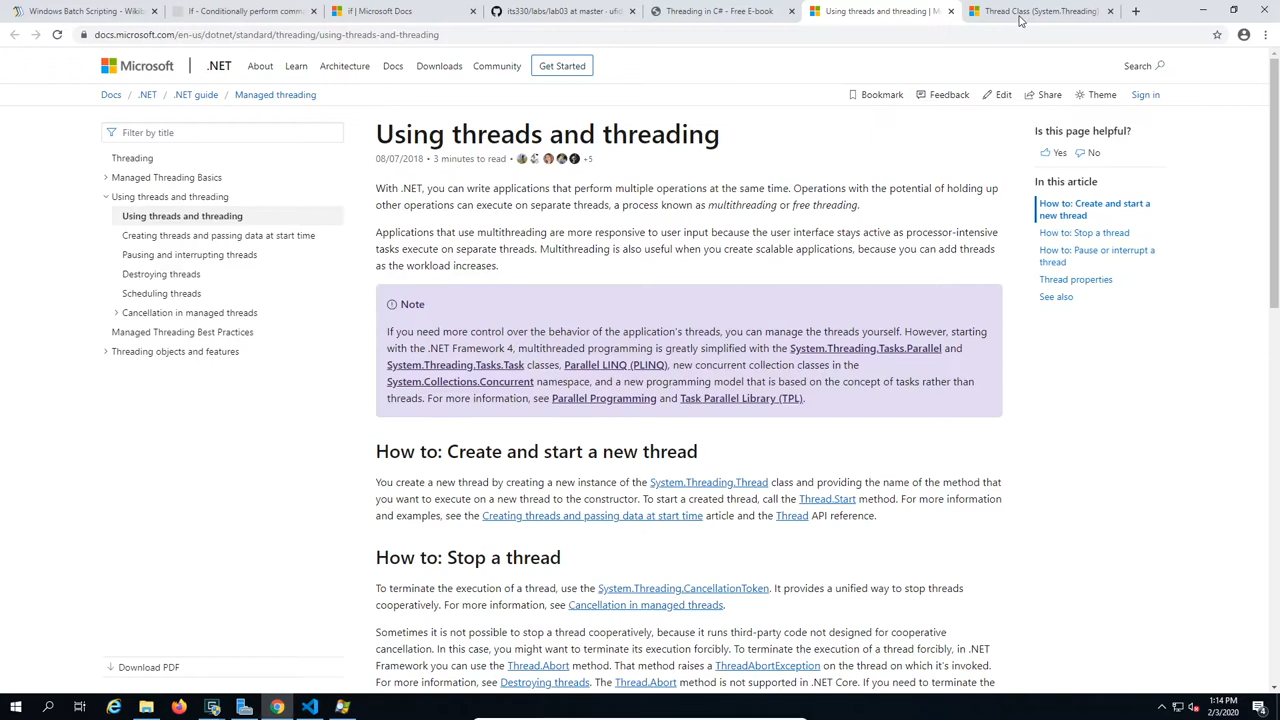 Windows Batch Scripting - Wikib
If - Conditionally perform comm
if | Microsoft Docs
its330/labs/lab03 at master · ufid
Threading in C# - Free E-book
Using threads and threading | M
Thread Class (System.Threading)
docs.microsoft.com/en-us/dotnet/standard/threading/using-threads-and-threading
Microsoft
.NET
About
Learn
Architecture
Docs
Downloads
Community
Get Started
Search
Docs / .NET / .NET guide / Managed threading
Bookmark
Feedback
Edit
Share
Theme
Sign in
Filter by title
Threading
Managed Threading Basics
Using threads and threading
Using threads and threading
Creating threads and passing data at start time
Pausing and interrupting threads
Destroying threads
Scheduling threads
Cancellation in managed threads
Managed Threading Best Practices
Threading objects and features
Download PDF
Using threads and threading
08/07/2018 • 3 minutes to read • +5
With .NET, you can write applications that perform multiple operations at the same time. Operations with the potential of holding up
other operations can execute on separate threads, a process known as multithreading or free threading.
Applications that use multithreading are more responsive to user input because the user interface stays active as processor-intensive
tasks execute on separate threads. Multithreading is also useful when you create scalable applications, because you can add threads
as the workload increases.
Note
If you need more control over the behavior of the application's threads, you can manage the threads yourself. However, starting
with the .NET Framework 4, multithreaded programming is greatly simplified with the System.Threading.Tasks.Parallel and
System.Threading.Tasks.Task classes, Parallel LINQ (PLINQ), new concurrent collection classes in the
System.Collections.Concurrent namespace, and a new programming model that is based on the concept of tasks rather than
threads. For more information, see Parallel Programming and Task Parallel Library (TPL).
How to: Create and start a new thread
You create a new thread by creating a new instance of the System.Threading.Thread class and providing the name of the method that
you want to execute on a new thread to the constructor. To start a created thread, call the Thread.Start method. For more information
and examples, see the Creating threads and passing data at start time article and the Thread API reference.
How to: Stop a thread
To terminate the execution of a thread, use the System.Threading.CancellationToken. It provides a unified way to stop threads
cooperatively. For more information, see Cancellation in managed threads.
Sometimes it is not possible to stop a thread cooperatively, because it runs third-party code not designed for cooperative
cancellation. In this case, you might want to terminate its execution forcibly. To terminate the execution of a thread forcibly, in .NET
Framework you can use the Thread.Abort method. That method raises a ThreadAbortException on the thread on which it's invoked.
For more information, see Destroying threads. The Thread.Abort method is not supported in .NET Core. If you need to terminate the
Is this page helpful?
Yes
No
In this article
How to: Create and start a
new thread
How to: Stop a thread
How to: Pause or interrupt a
thread
Thread properties
See also
1:14 PM
2/3/2020